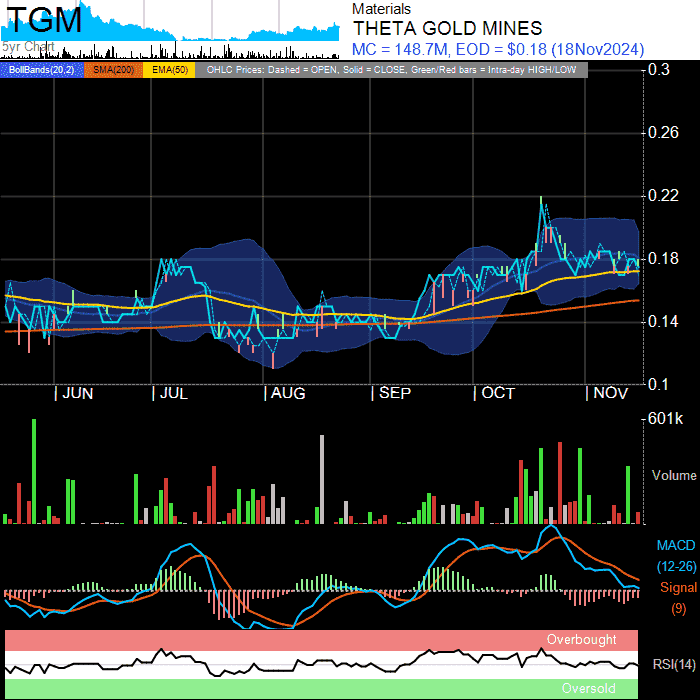 TGM
5yr Chart
Materials
THETA GOLD MINES
MC = 148.7M, EOD = $0.18 (18Nov2024)
BollBands(20,2) SMA(200) EMA(50) OHLC Prices: Dashed = OPEN, Solid = CLOSE, Green/Red bars = Intra-day HIGH/LOW
0.3
0.26
0.22
0.18
0.14
0.1
JUN JUL AUG SEP OCT NOV
601k
Volume
MACD
(12-26)
Signal
(9)
Overbought
RSI(14)
Oversold